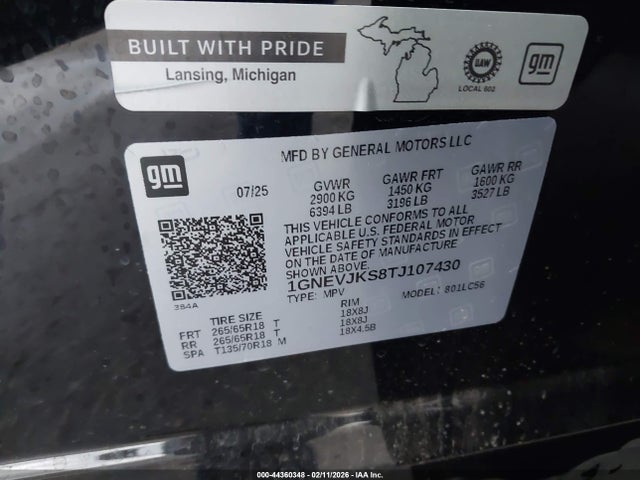 BUILT WITH PRIDE
Lansing, Michigan
UAW
LOCAL 602
gm
gm
MFD BY GENERAL MOTORS LLC
07/25
GVWR GAWR FRT GAWR RR
2900 KG 1450 KG 1600 KG
6394 LB 3196 LB 3527 LB
THIS VEHICLE CONFORMS TO ALL
APPLICABLE U.S. FEDERAL MOTOR
VEHICLE SAFETY STANDARDS IN EFFECT
ON THE DATE OF MANUFACTURE
SHOWN ABOVE.
1GNEVJKS8TJ107430
TYPE: MPV MODEL: 801LC56
384A
TIRE SIZE RIM
FRT 265/65R18 T 18X8J
RR 265/65R18 T 18X8J
SPA T135/70R18 M 18X4.5B
000-44360348 - 02/11/2026 - IAAI.COM